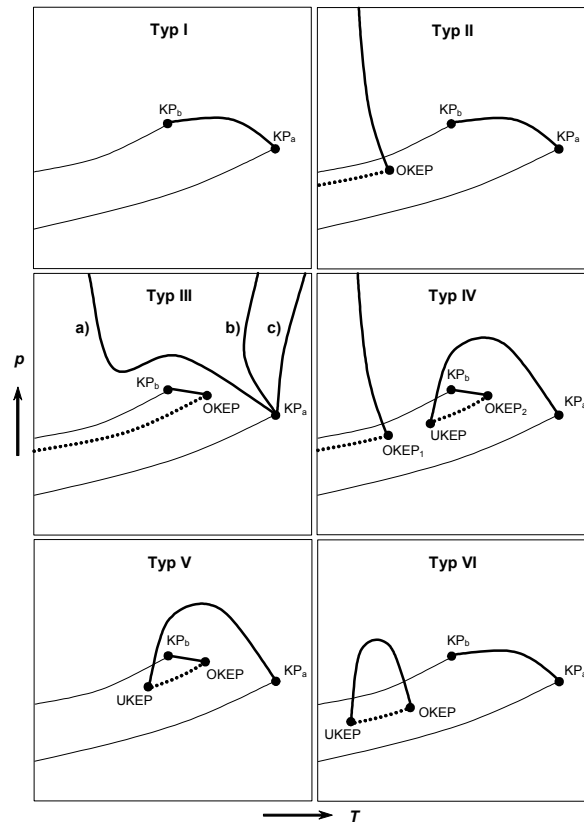 Typ I
KPb
KPa
Typ II
KPb
KPa
OKEP
Typ III
a)
b)
c)
KPb
OKEP
KPa
Typ IV
KPb
OKEP2
KPa
UKEP
OKEP1
p
Typ V
KPb
OKEP
KPa
UKEP
Typ VI
KPb
KPa
OKEP
UKEP
T